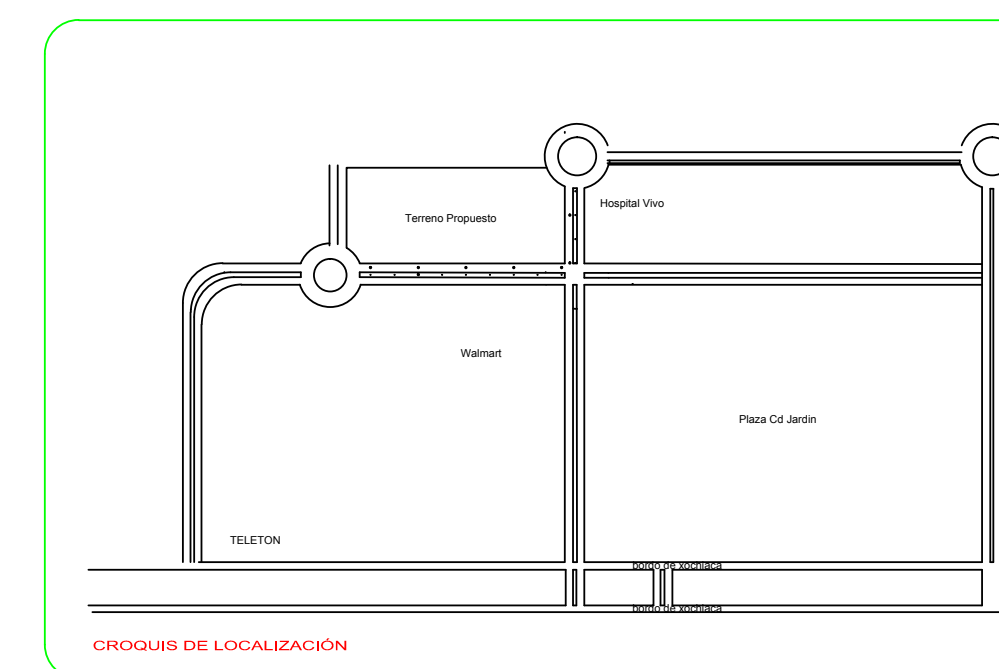 Hospital Vivo
Terreno Propuesto
Walmart
Plaza Cd Jardin
TELETON
bordo de xochiaca
bordo de xochiaca
CROQUIS DE LOCALIZACIÓN